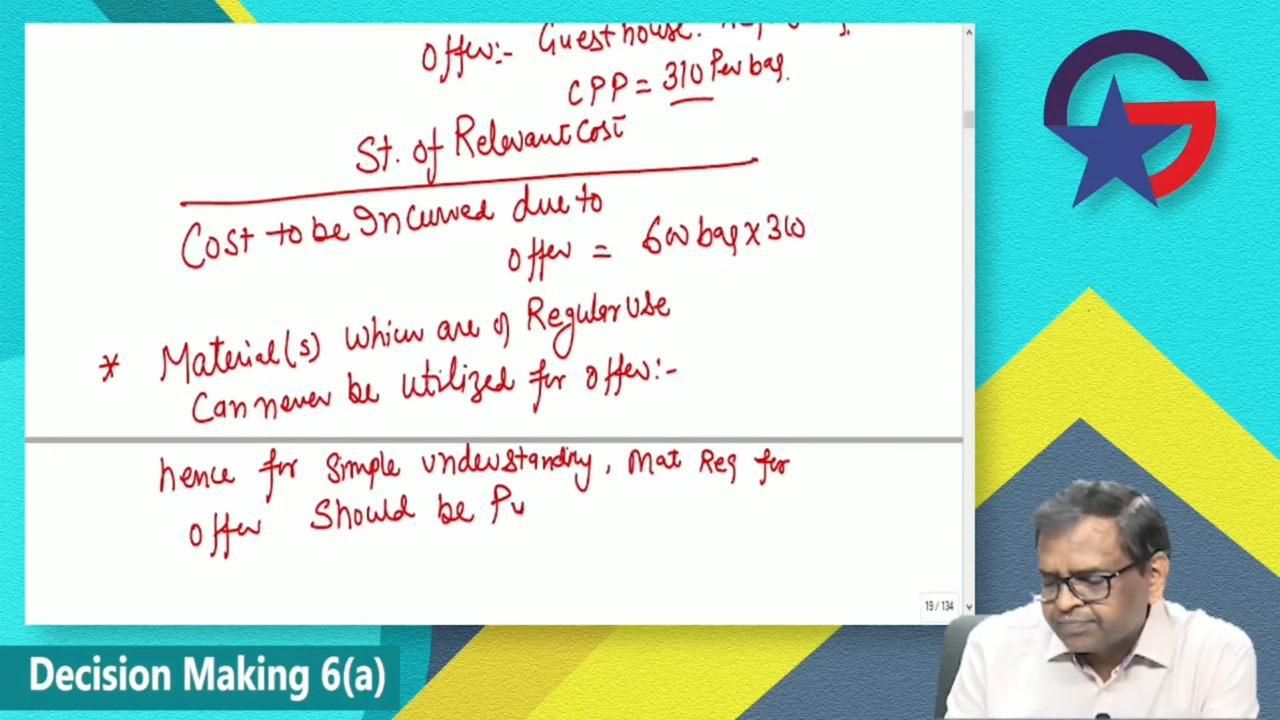 offer:- Guesthouse.
CPP = 310 Per bag.
St. of Relevant Cost
Cost to be Incurred due to
offer = 600 bag x 310
* Material(s) which are of Regular use
Can never be utilized for offer:-
hence for simple understanding, Mat Req for
offer should be Pu
19 / 134
Decision Making 6(a)